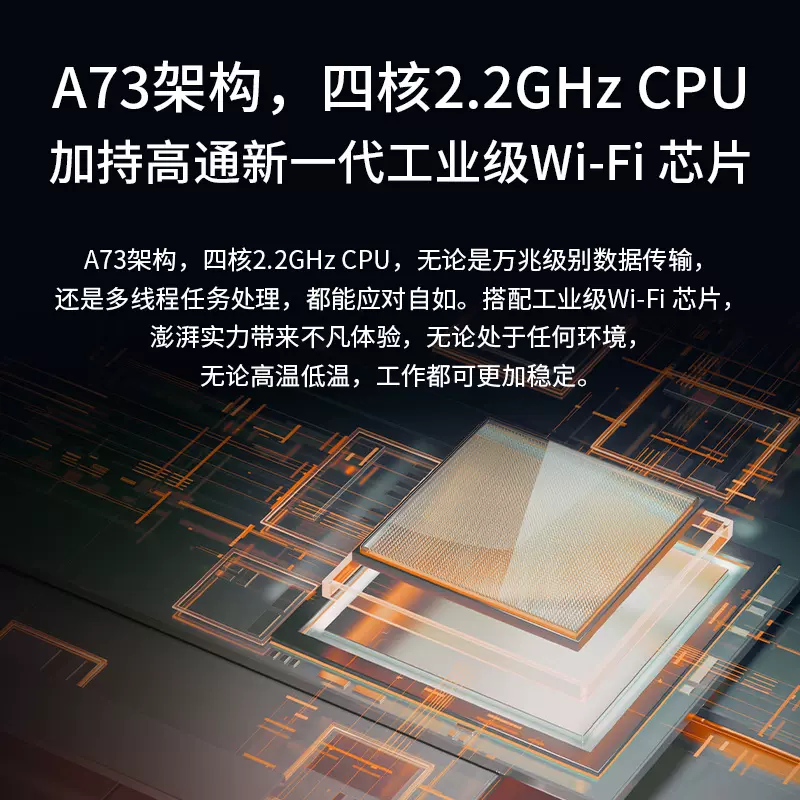 A73架构，四核2.2GHz CPU
加持高通新一代工业级Wi-Fi 芯片
A73架构，四核2.2GHz CPU，无论是万兆级别数据传输，
还是多线程任务处理，都能应对自如。搭配工业级Wi-Fi 芯片，
澎湃实力带来不凡体验，无论处于任何环境，
无论高温低温，工作都可更加稳定。